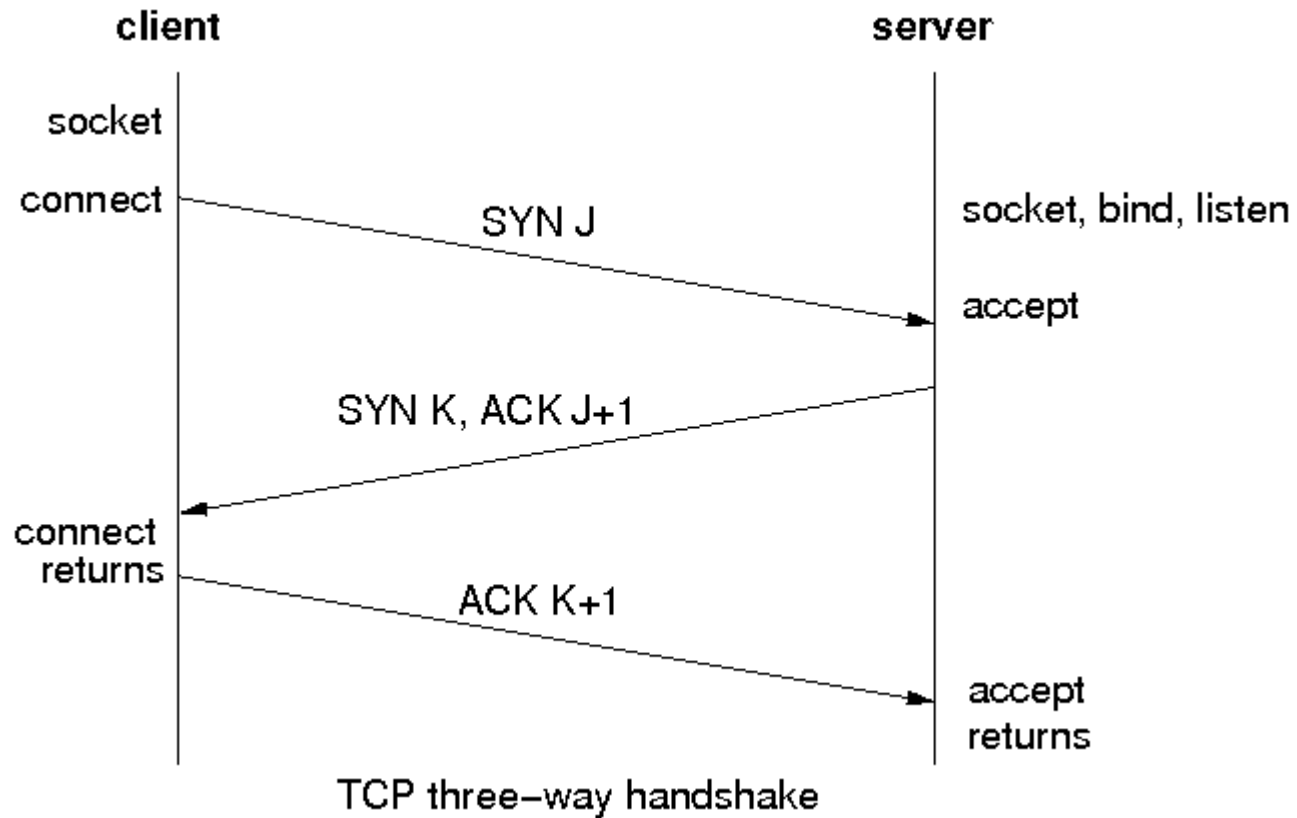 client
server
socket
connect
SYN J
socket, bind, listen
accept
SYN K, ACK J+1
connect
returns
ACK K+1
accept
returns
TCP three-way handshake